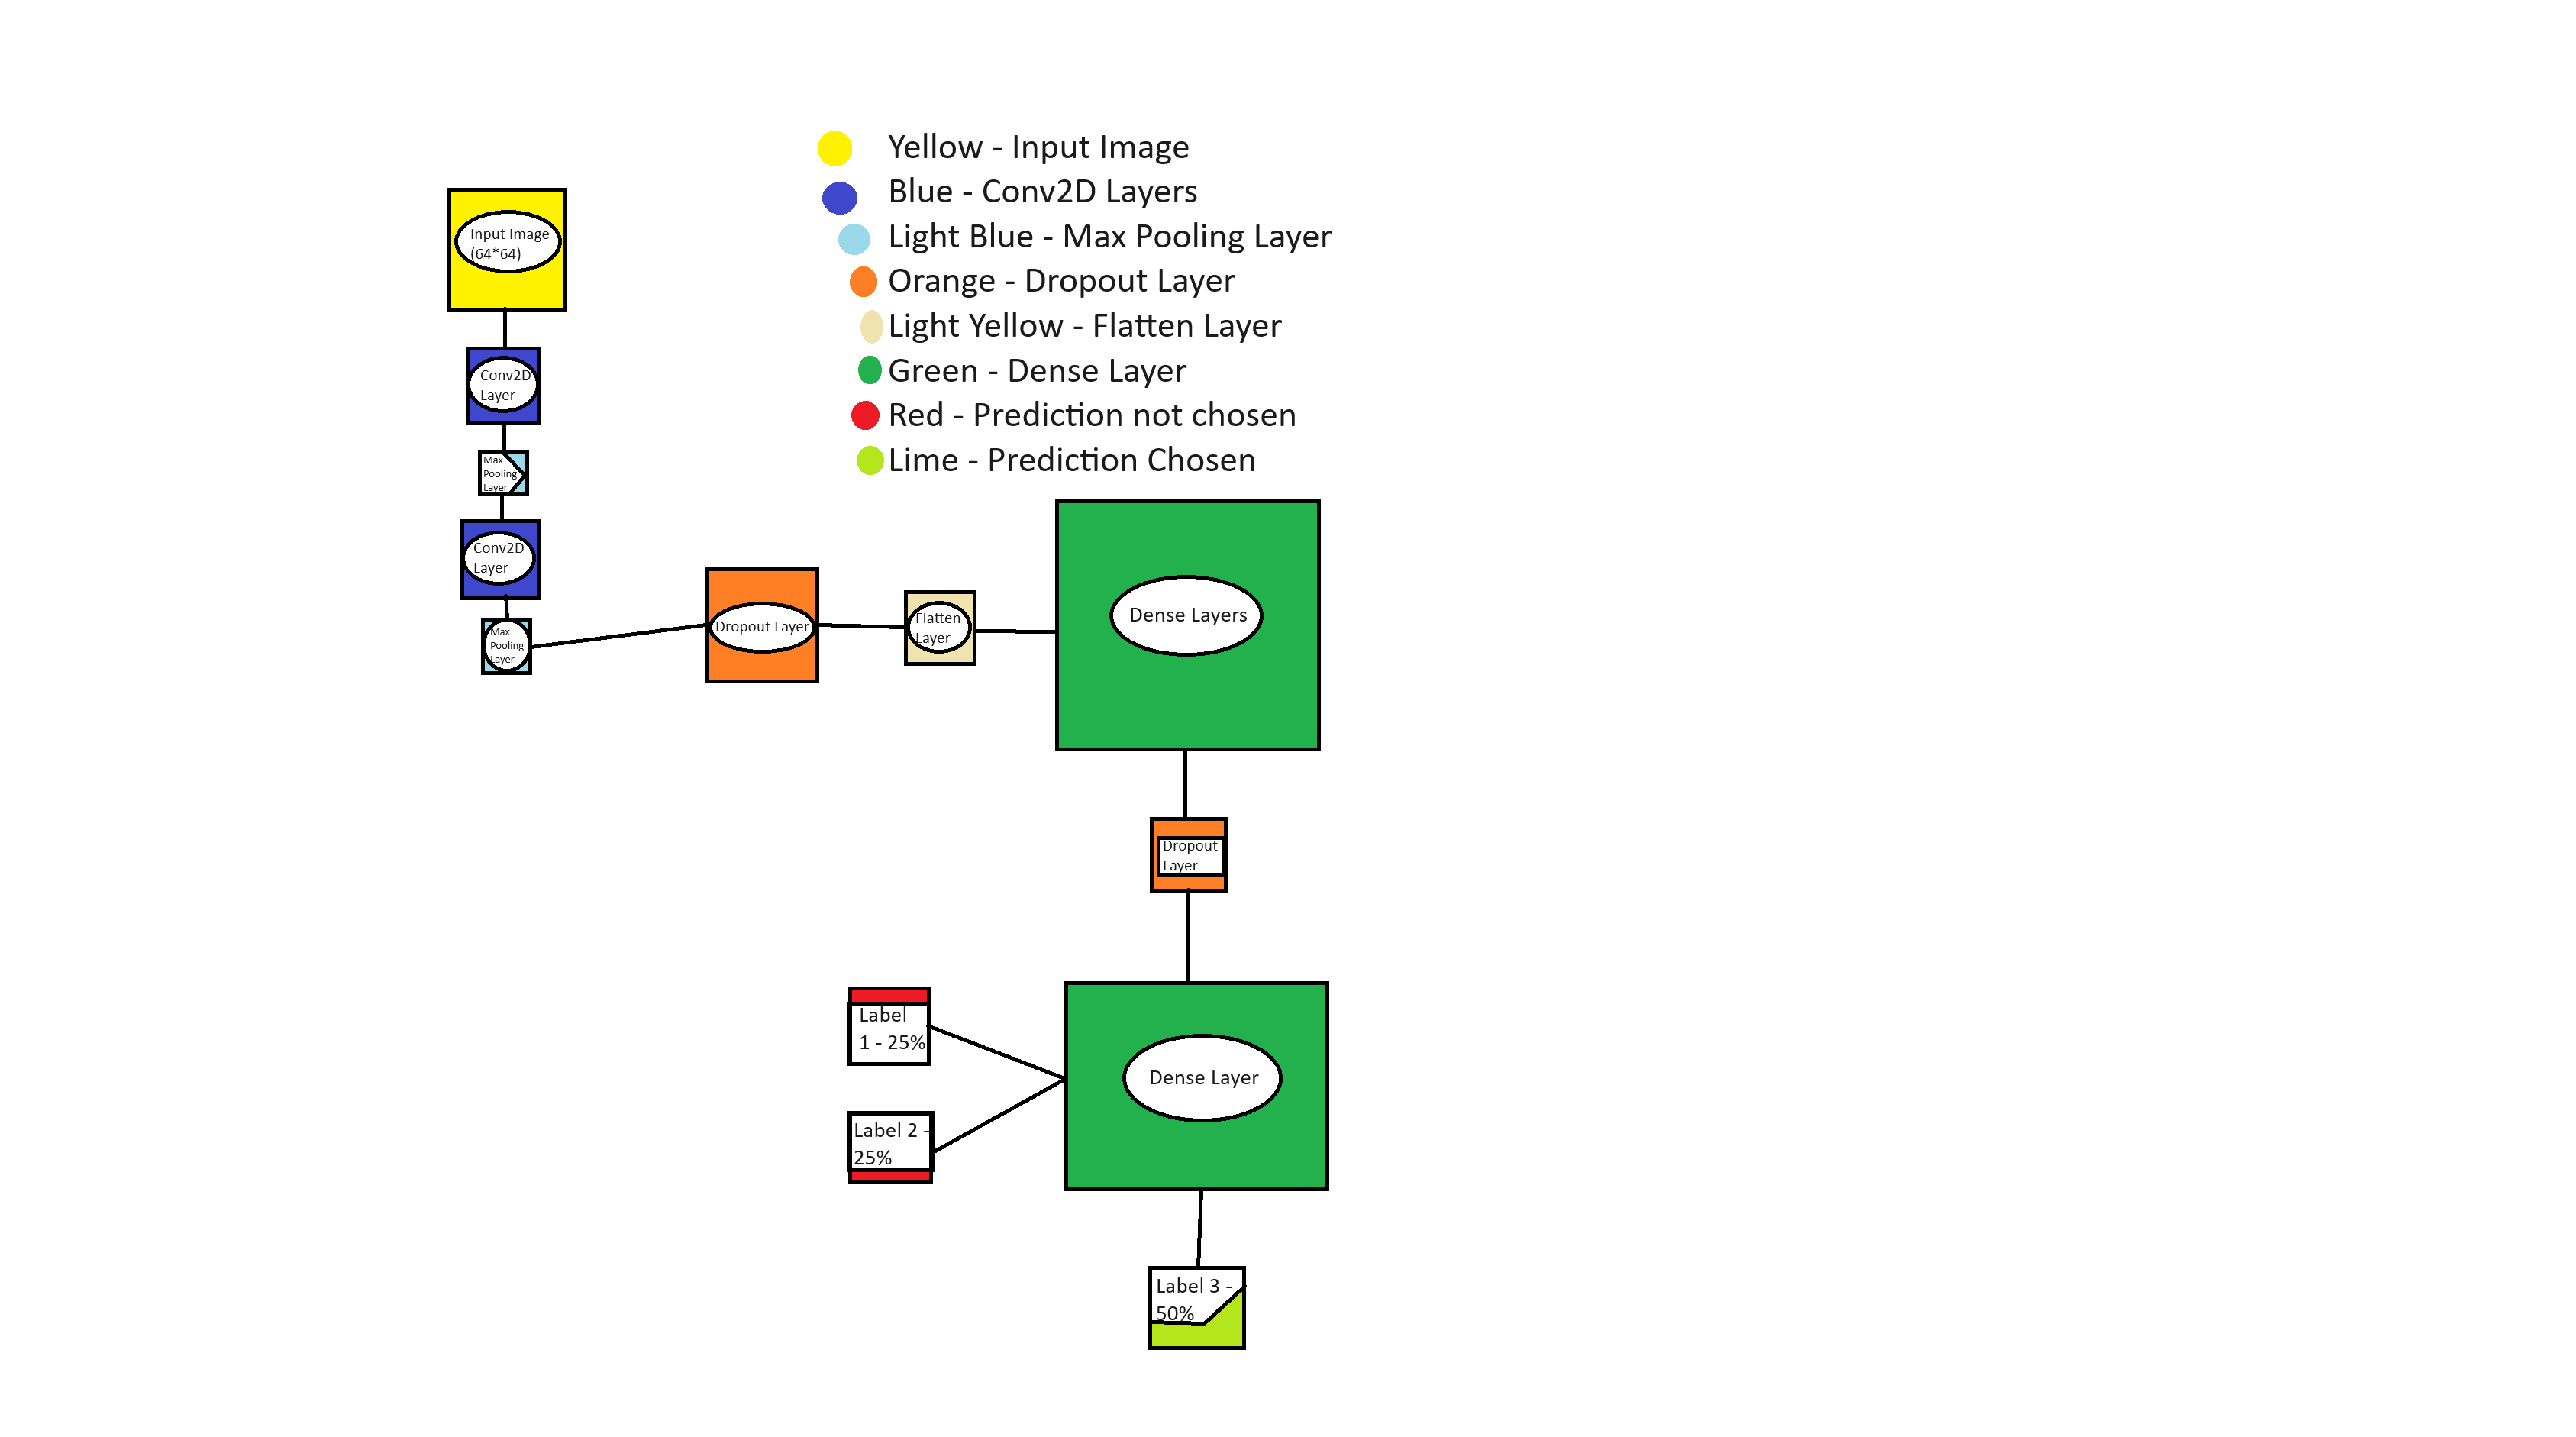 Yellow - Input Image
Blue - Conv2D Layers
Light Blue - Max Pooling Layer
Orange - Dropout Layer
Light Yellow - Flatten Layer
Green - Dense Layer
Red - Prediction not chosen
Lime - Prediction Chosen
Input Image
(64*64)
Conv2D
Layer
Max
Pooling
Layer
Conv2D
Layer
Max
Pooling
Layer
Dropout Layer
Flatten
Layer
Dense Layers
Dropout
Layer
Dense Layer
Label
1 - 25%
Label 2 -
25%
Label 3 -
50%